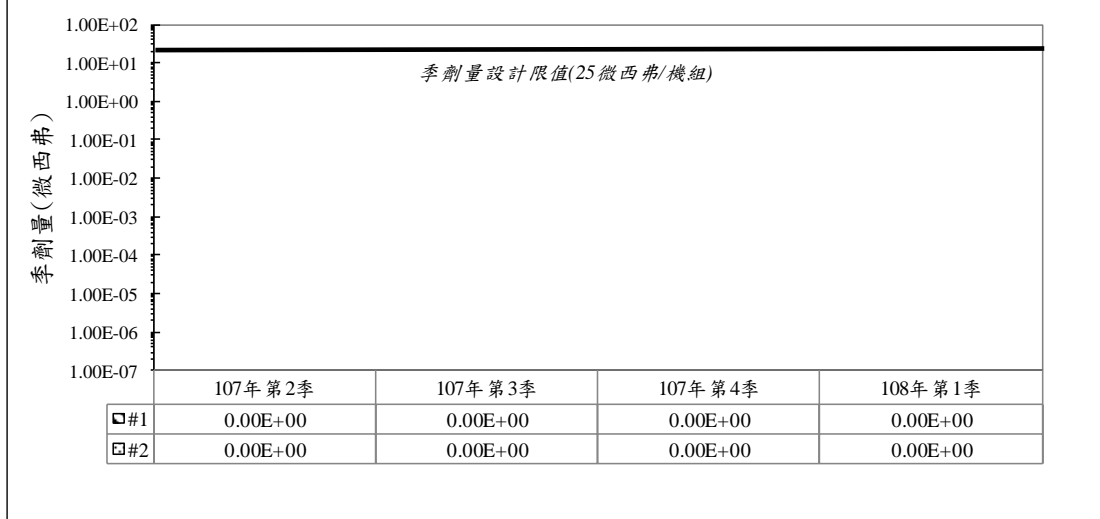 1.00E+02
1.00E+01
1.00E+00
1.00E-01
1.00E-02
1.00E-03
1.00E-04
1.00E-05
1.00E-06
1.00E-07
季劑量(微西弗)
季劑量設計限值(25微西弗/機組)
107年第2季 107年第3季 107年第4季 108年第1季
#1 0.00E+00 0.00E+00 0.00E+00 0.00E+00
#2 0.00E+00 0.00E+00 0.00E+00 0.00E+00